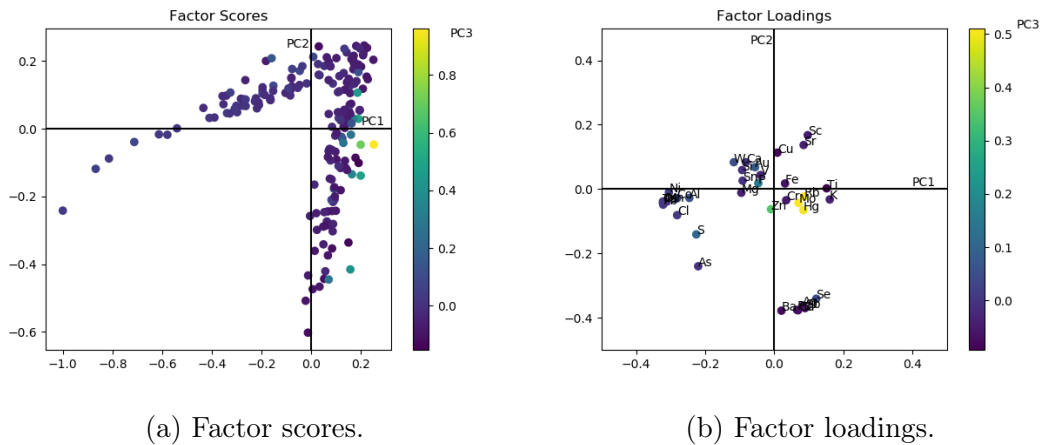 Factor Scores
PC2
PC1
0.2
0.0
−0.2
−0.4
−0.6
−1.0
−0.8
−0.6
−0.4
−0.2
0.0
0.2
PC3
0.8
0.6
0.4
0.2
0.0
Factor Loadings
PC2
PC1
0.4
0.2
0.0
−0.2
−0.4
−0.4
−0.2
0.0
0.2
0.4
Sc
Sr
Cu
W
Ca
Fe
Ti
K
Rb
Mo
Cr
Hg
Zn
Mg
Ni
Al
Cl
S
As
Se
Ba
PC3
0.5
0.4
0.3
0.2
0.1
0.0
(a) Factor scores.
(b) Factor loadings.